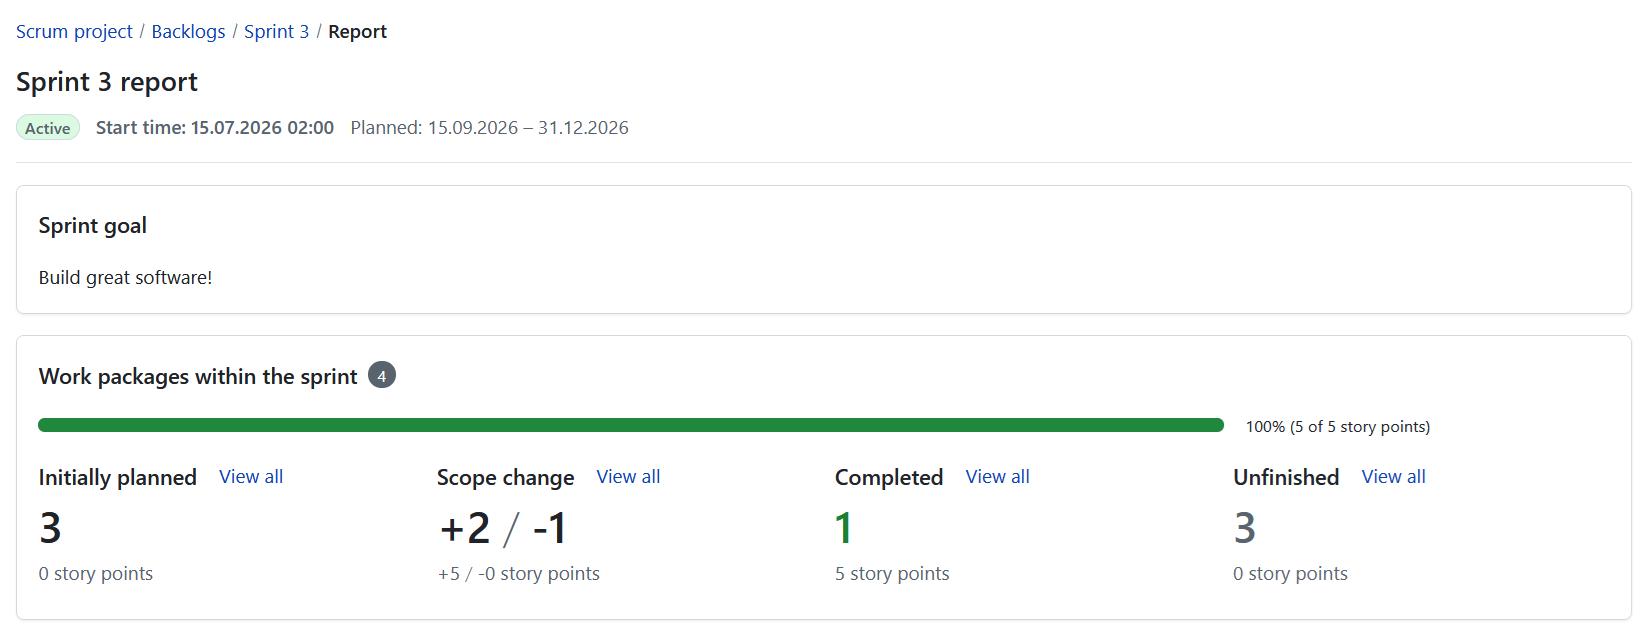 Scrum project / Backlogs / Sprint 3 / Report
Sprint 3 report
Active Start time: 15.07.2026 02:00 Planned: 15.09.2026 – 31.12.2026
Sprint goal
Build great software!
Work packages within the sprint 4
100% (5 of 5 story points)
Initially planned View all
3
0 story points
Scope change View all
+2 / -1
+5 / -0 story points
Completed View all
1
5 story points
Unfinished View all
3
0 story points